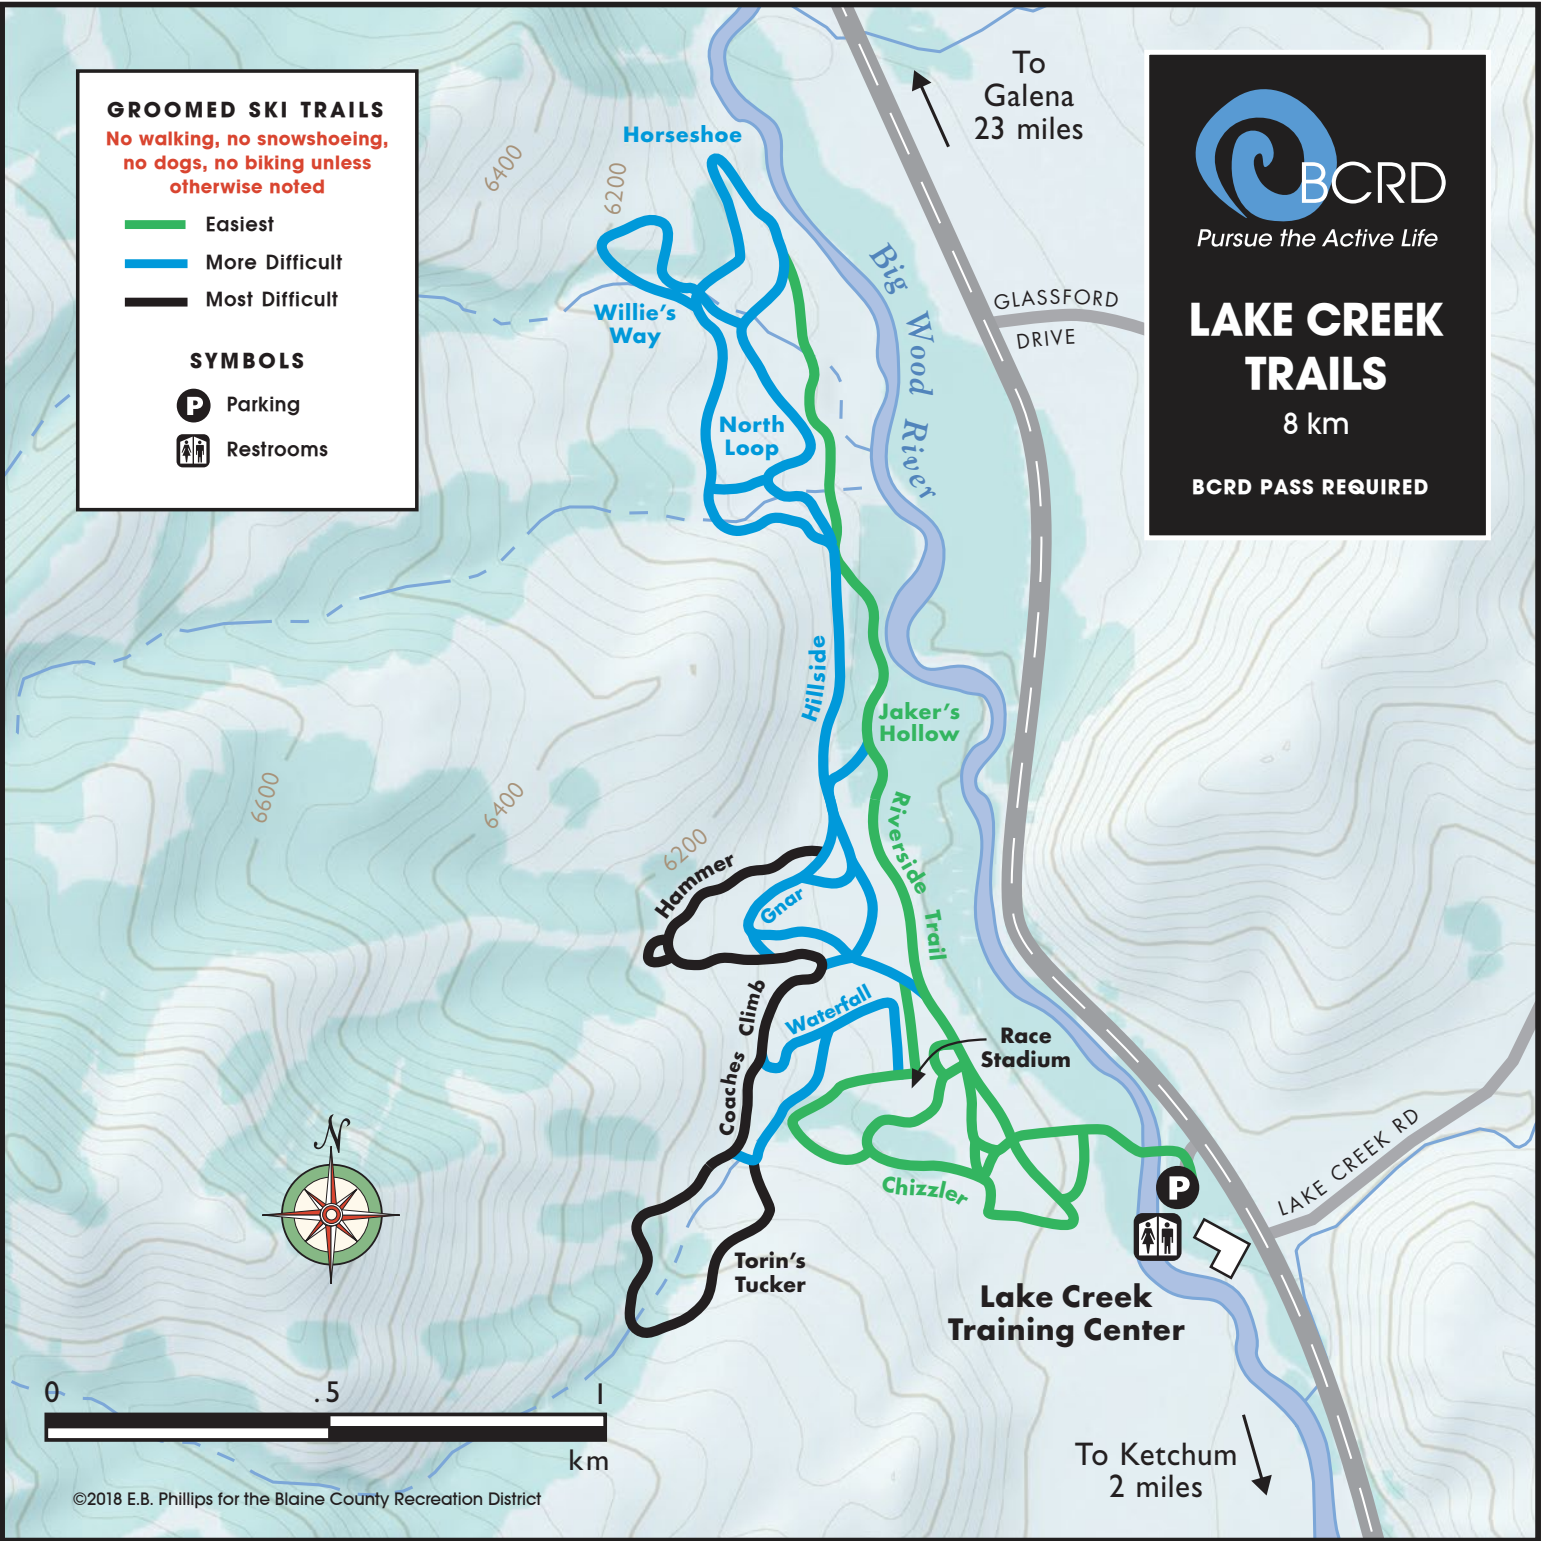 GROOMED SKI TRAILS
No walking, no snowshoeing,
no dogs, no biking unless
otherwise noted
Easiest
More Difficult
Most Difficult
SYMBOLS
P
Parking
Restrooms
To
Galena
23 miles
BCRD
Pursue the Active Life
LAKE CREEK
TRAILS
8 km
BCRD PASS REQUIRED
Horseshoe
6400
6200
Willie's
Way
Big Wood River
GLASSFORD
DRIVE
North
Loop
Hillside
Jaker's
Hollow
6600
6400
6200
Riverside Trail
Hammer
Gnar
Coaches Climb
Waterfall
Race
Stadium
N
Chizzler
LAKE CREEK RD
P
Torin's
Tucker
Lake Creek
Training Center
0 .5 1
km
To Ketchum
2 miles
©2018 E.B. Phillips for the Blaine County Recreation District